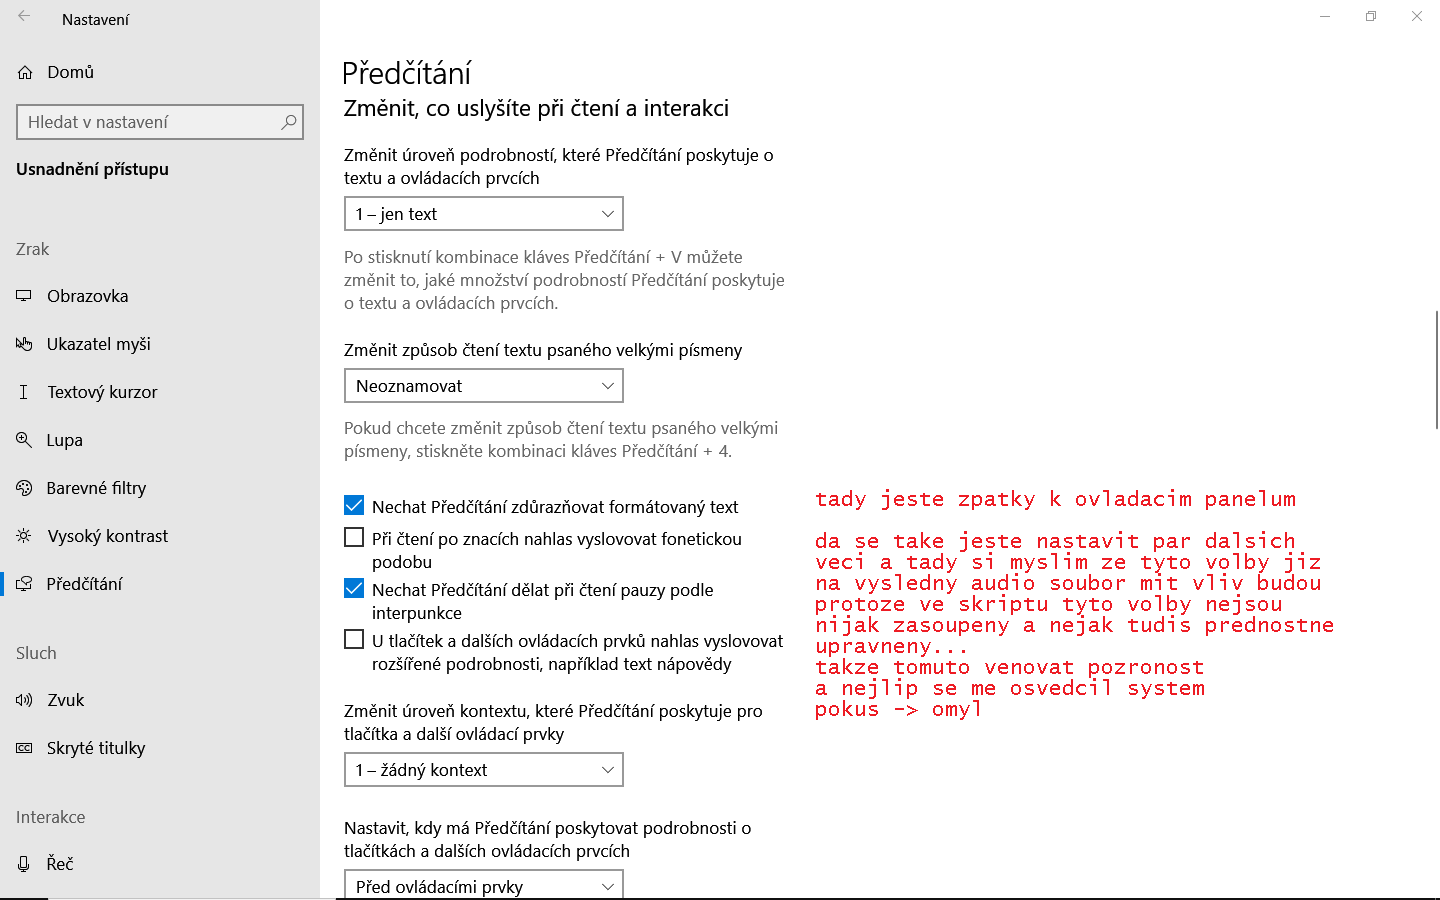 Nastavení
Domů
Hledat v nastavení
Usnadnění přístupu
Zrak
Obrazovka
Ukazatel myši
Textový kurzor
Lupa
Barevné filtry
Vysoký kontrast
Předčítání
Sluch
Zvuk
Skryté titulky
Interakce
Řeč
Předčítání
Změnit, co uslyšíte při čtení a interakci
Změnit úroveň podrobností, které Předčítání poskytuje o
textu a ovládacích prvcích
1 – jen text
Po stisknutí kombinace kláves Předčítání + V můžete
změnit to, jaké množství podrobností Předčítání poskytuje
o textu a ovládacích prvcích.
Změnit způsob čtení textu psaného velkými písmeny
Neoznamovat
Pokud chcete změnit způsob čtení textu psaného velkými
písmeny, stiskněte kombinaci kláves Předčítání + 4.
Nechat Předčítání zdůrazňovat formátovaný text
Při čtení po znacích nahlas vyslovovat fonetickou
podobu
Nechat Předčítání dělat při čtení pauzy podle
interpunkce
U tlačítek a dalších ovládacích prvků nahlas vyslovovat
rozšířené podrobnosti, například text nápovědy
Změnit úroveň kontextu, které Předčítání poskytuje pro
tlačítka a další ovládací prvky
1 – žádný kontext
Nastavit, kdy má Předčítání poskytovat podrobnosti o
tlačítkách a dalších ovládacích prvcích
Před ovládacími prvky
tady jeste zpatky k ovladacim panelum
da se take jeste nastavit par dalsich
veci a tady si myslim ze tyto volby jiz
na vysledny audio soubor mit vliv budou
protoze ve skriptu tyto volby nejsou
nijak zasoupeny a nejak tudis prednostne
upravneny...
takze tomuto venovat pozronost
a nejlip se me osvedcil system
pokus -> omyl